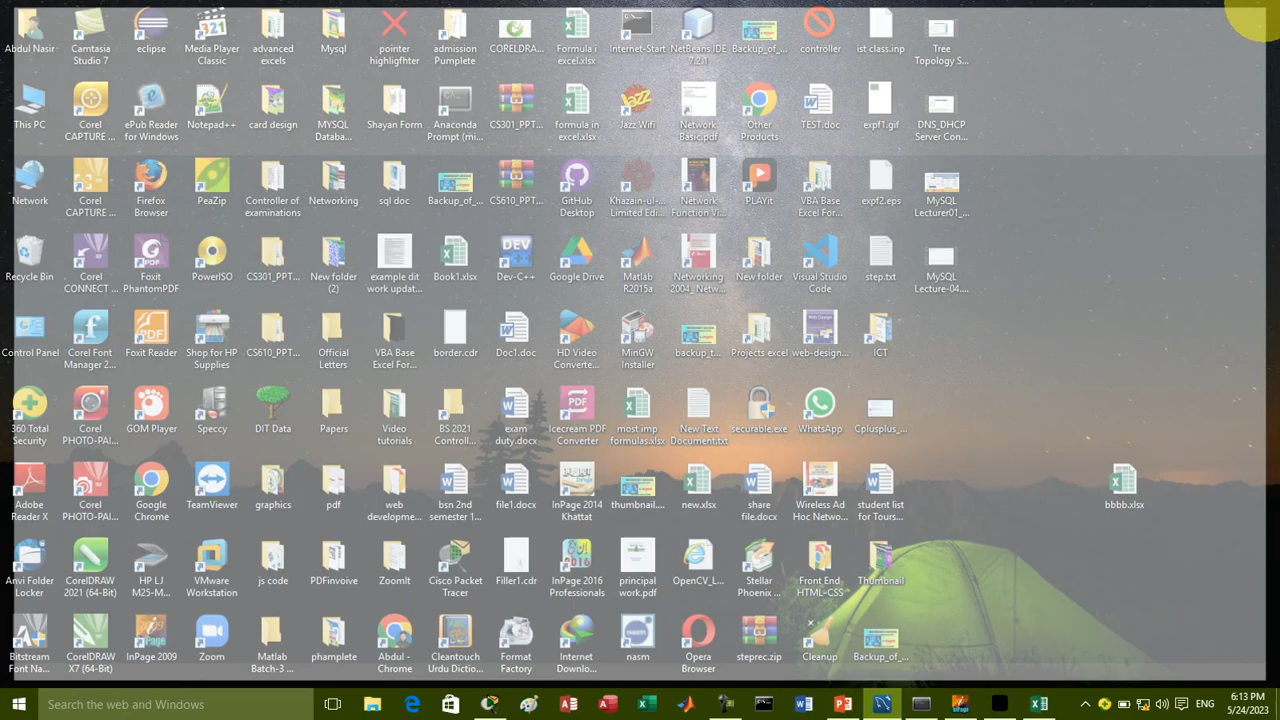 Abdul Nasir
Camtasia Studio 7
eclipse
Media Player Classic
advanced excels
Mysql
pointer highligfhter
admission Pumplete
CORELDRA...
Formula i excel.xlsx
Internet-Start
NetBeans IDE 7.2.1
Backup_of_...
controller
ist class.inp
Tree Topology S...
This PC
Corel CAPTURE ...
ePub Reader for Windows
Notepad++
card design
MYSQL Databa...
Shayan Form
Anaconda Prompt (mi...
CS301_PPT...
formula in excel.xlsx
Jazz Wifi
Network Basic.pdf
Other Products
TEST.doc
expf1.gif
DNS_DHCP Server Con...
Network
Corel CAPTURE ...
Firefox Browser
PeaZip
Controller of examinations
Networking
sql doc
Backup_of_...
CS610_PPT...
GitHub Desktop
Khazain-ul-... Limited Edi...
Network Function Vi...
PLAYit
VBA Base Excel For...
expf2.eps
MySQL Lecture01_...
Recycle Bin
Corel CONNECT ...
Foxit PhantomPDF
PowerISO
CS301_PPT...
New folder (2)
example dit work updat...
Book1.xlsx
Dev-C++
Google Drive
Matlab R2015a
Networking 2004_ Netw...
New folder
Visual Studio Code
step.txt
MySQL Lecture-04....
Control Panel
Corel Font Manager 2...
Foxit Reader
Shop for HP Supplies
CS610_PPT...
Official Letters
VBA Base Excel For...
border.cdr
Doc1.doc
HD Video Converte...
MinGW Installer
backup_t...
Projects excel
web-design...
ICT
360 Total Security
Corel PHOTO-PAI...
GOM Player
Speccy
DIT Data
Papers
Video tutorials
BS 2021 Controll...
exam duty.docx
Icecream PDF Converter
most imp formulas.xlsx
New Text Document.txt
securable.exe
WhatsApp
Cplusplus_...
Adobe Reader X
Corel PHOTO-PAI...
Google Chrome
TeamViewer
graphics
pdf
web developme...
bsn 2nd semester 1...
file1.docx
InPage 2014 Khattat
thumbnail....
new.xlsx
share file.docx
Wireless Ad Hoc Netwo...
student list for Tours...
bbbb.xlsx
Anvi Folder Locker
CorelDRAW 2021 (64-Bit)
HP LJ M25-M...
VMware Workstation
js code
PDFinvoive
ZoomIt
Cisco Packet Tracer
Filler1.cdr
InPage 2016 Professionals
principal work.pdf
OpenCV_L...
Stellar Phoenix ...
Front End HTML-CSS
Thumbnail
Bitstream Font Na...
CorelDRAW X7 (64-Bit)
InPage 2009
Zoom
Matlab Batch-3 ...
phamplete
Abdul - Chrome
Cleantouch Urdu Dictio...
Format Factory
Internet Downlo...
nasm
Opera Browser
steprec.zip
Cleanup
Backup_of_...
Search the web and Windows
ENG
6:13 PM
5/24/2023